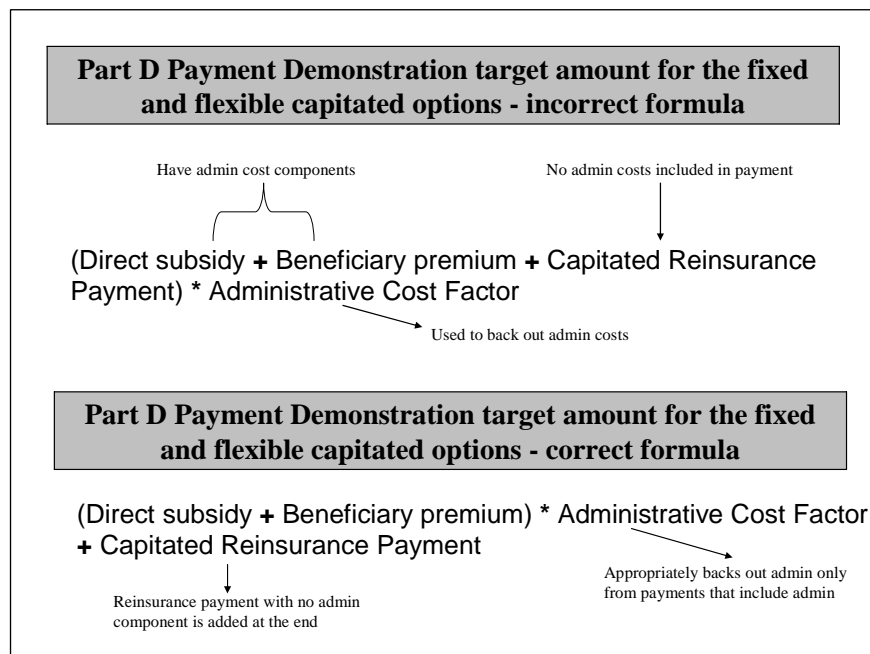 Part D Payment Demonstration target amount for the fixed
and flexible capitated options - incorrect formula
Have admin cost components
No admin costs included in payment
(Direct subsidy + Beneficiary premium + Capitated Reinsurance
Payment) * Administrative Cost Factor
Used to back out admin costs
Part D Payment Demonstration target amount for the fixed
and flexible capitated options - correct formula
(Direct subsidy + Beneficiary premium) * Administrative Cost Factor
+ Capitated Reinsurance Payment
Appropriately backs out admin only
from payments that include admin
Reinsurance payment with no admin
component is added at the end